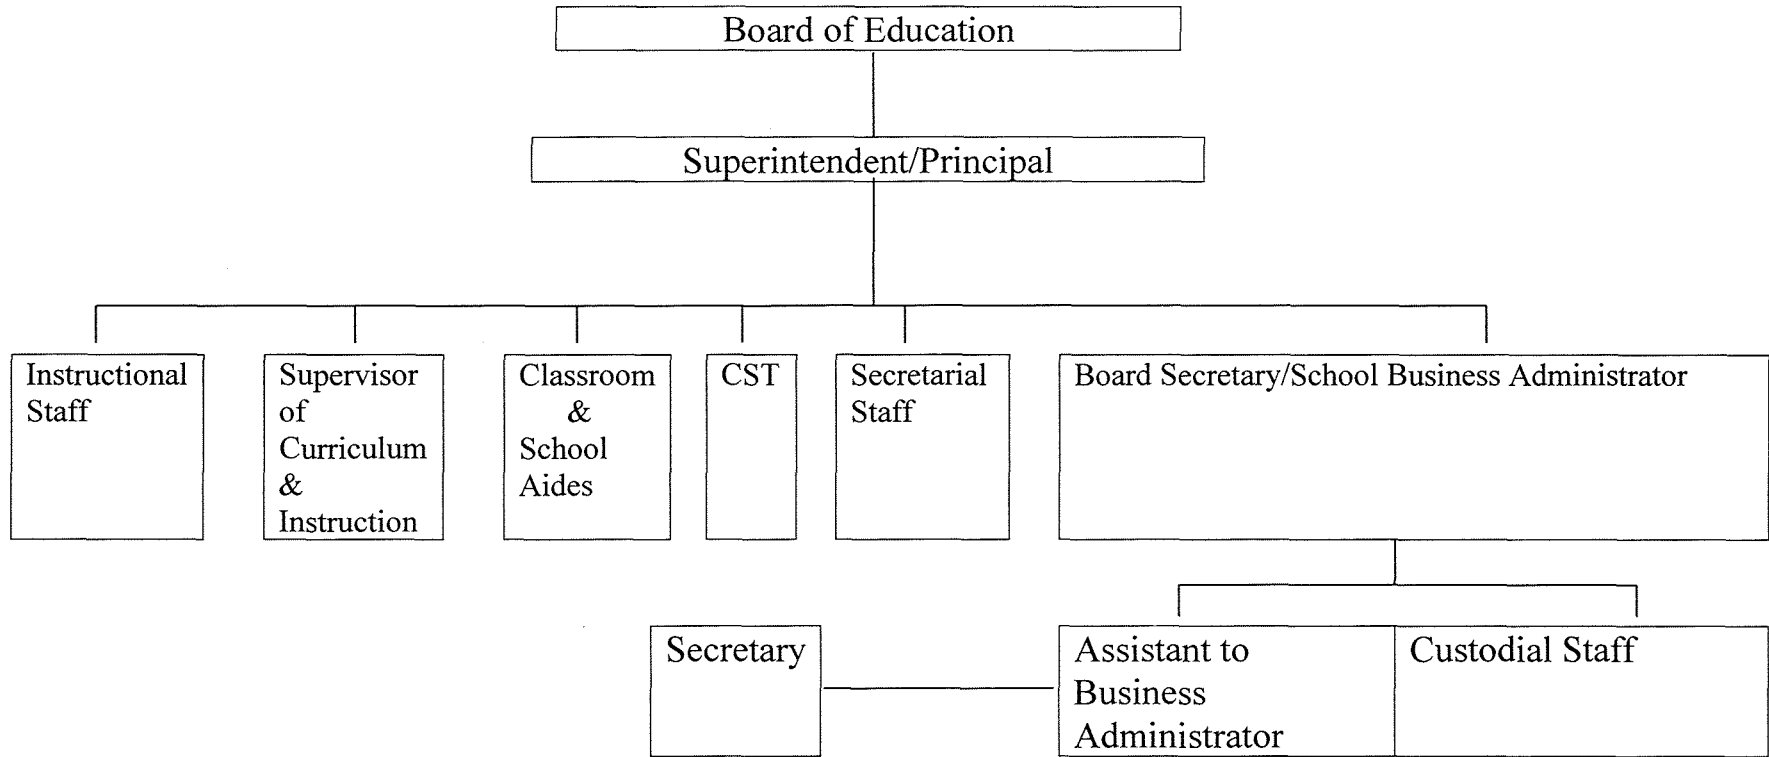 Board of Education
Superintendent/Principal
Instructional
Staff
Supervisor
of
Curriculum
&
Instruction
Classroom
&
School
Aides
CST
Secretarial
Staff
Board Secretary/School Business Administrator
Secretary
Assistant to
Business
Administrator
Custodial Staff